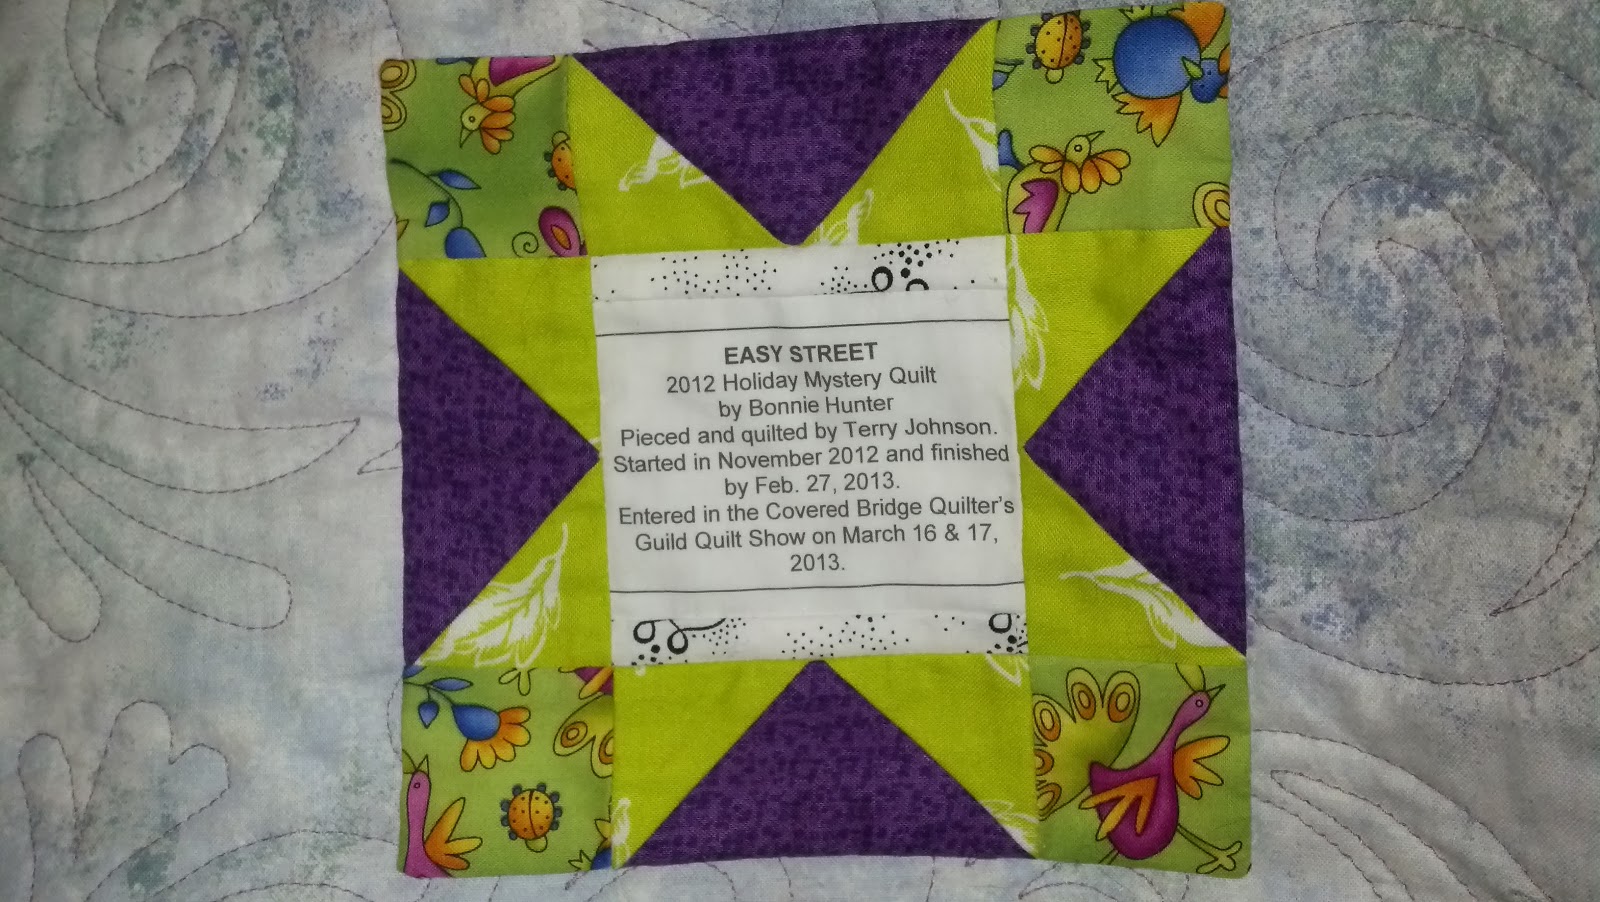 EASY STREET
2012 Holiday Mystery Quilt
by Bonnie Hunter
Pieced and quilted by Terry Johnson.
Started in November 2012 and finished
by Feb. 27, 2013.
Entered in the Covered Bridge Quilter's
Guild Quilt Show on March 16 & 17,
2013.